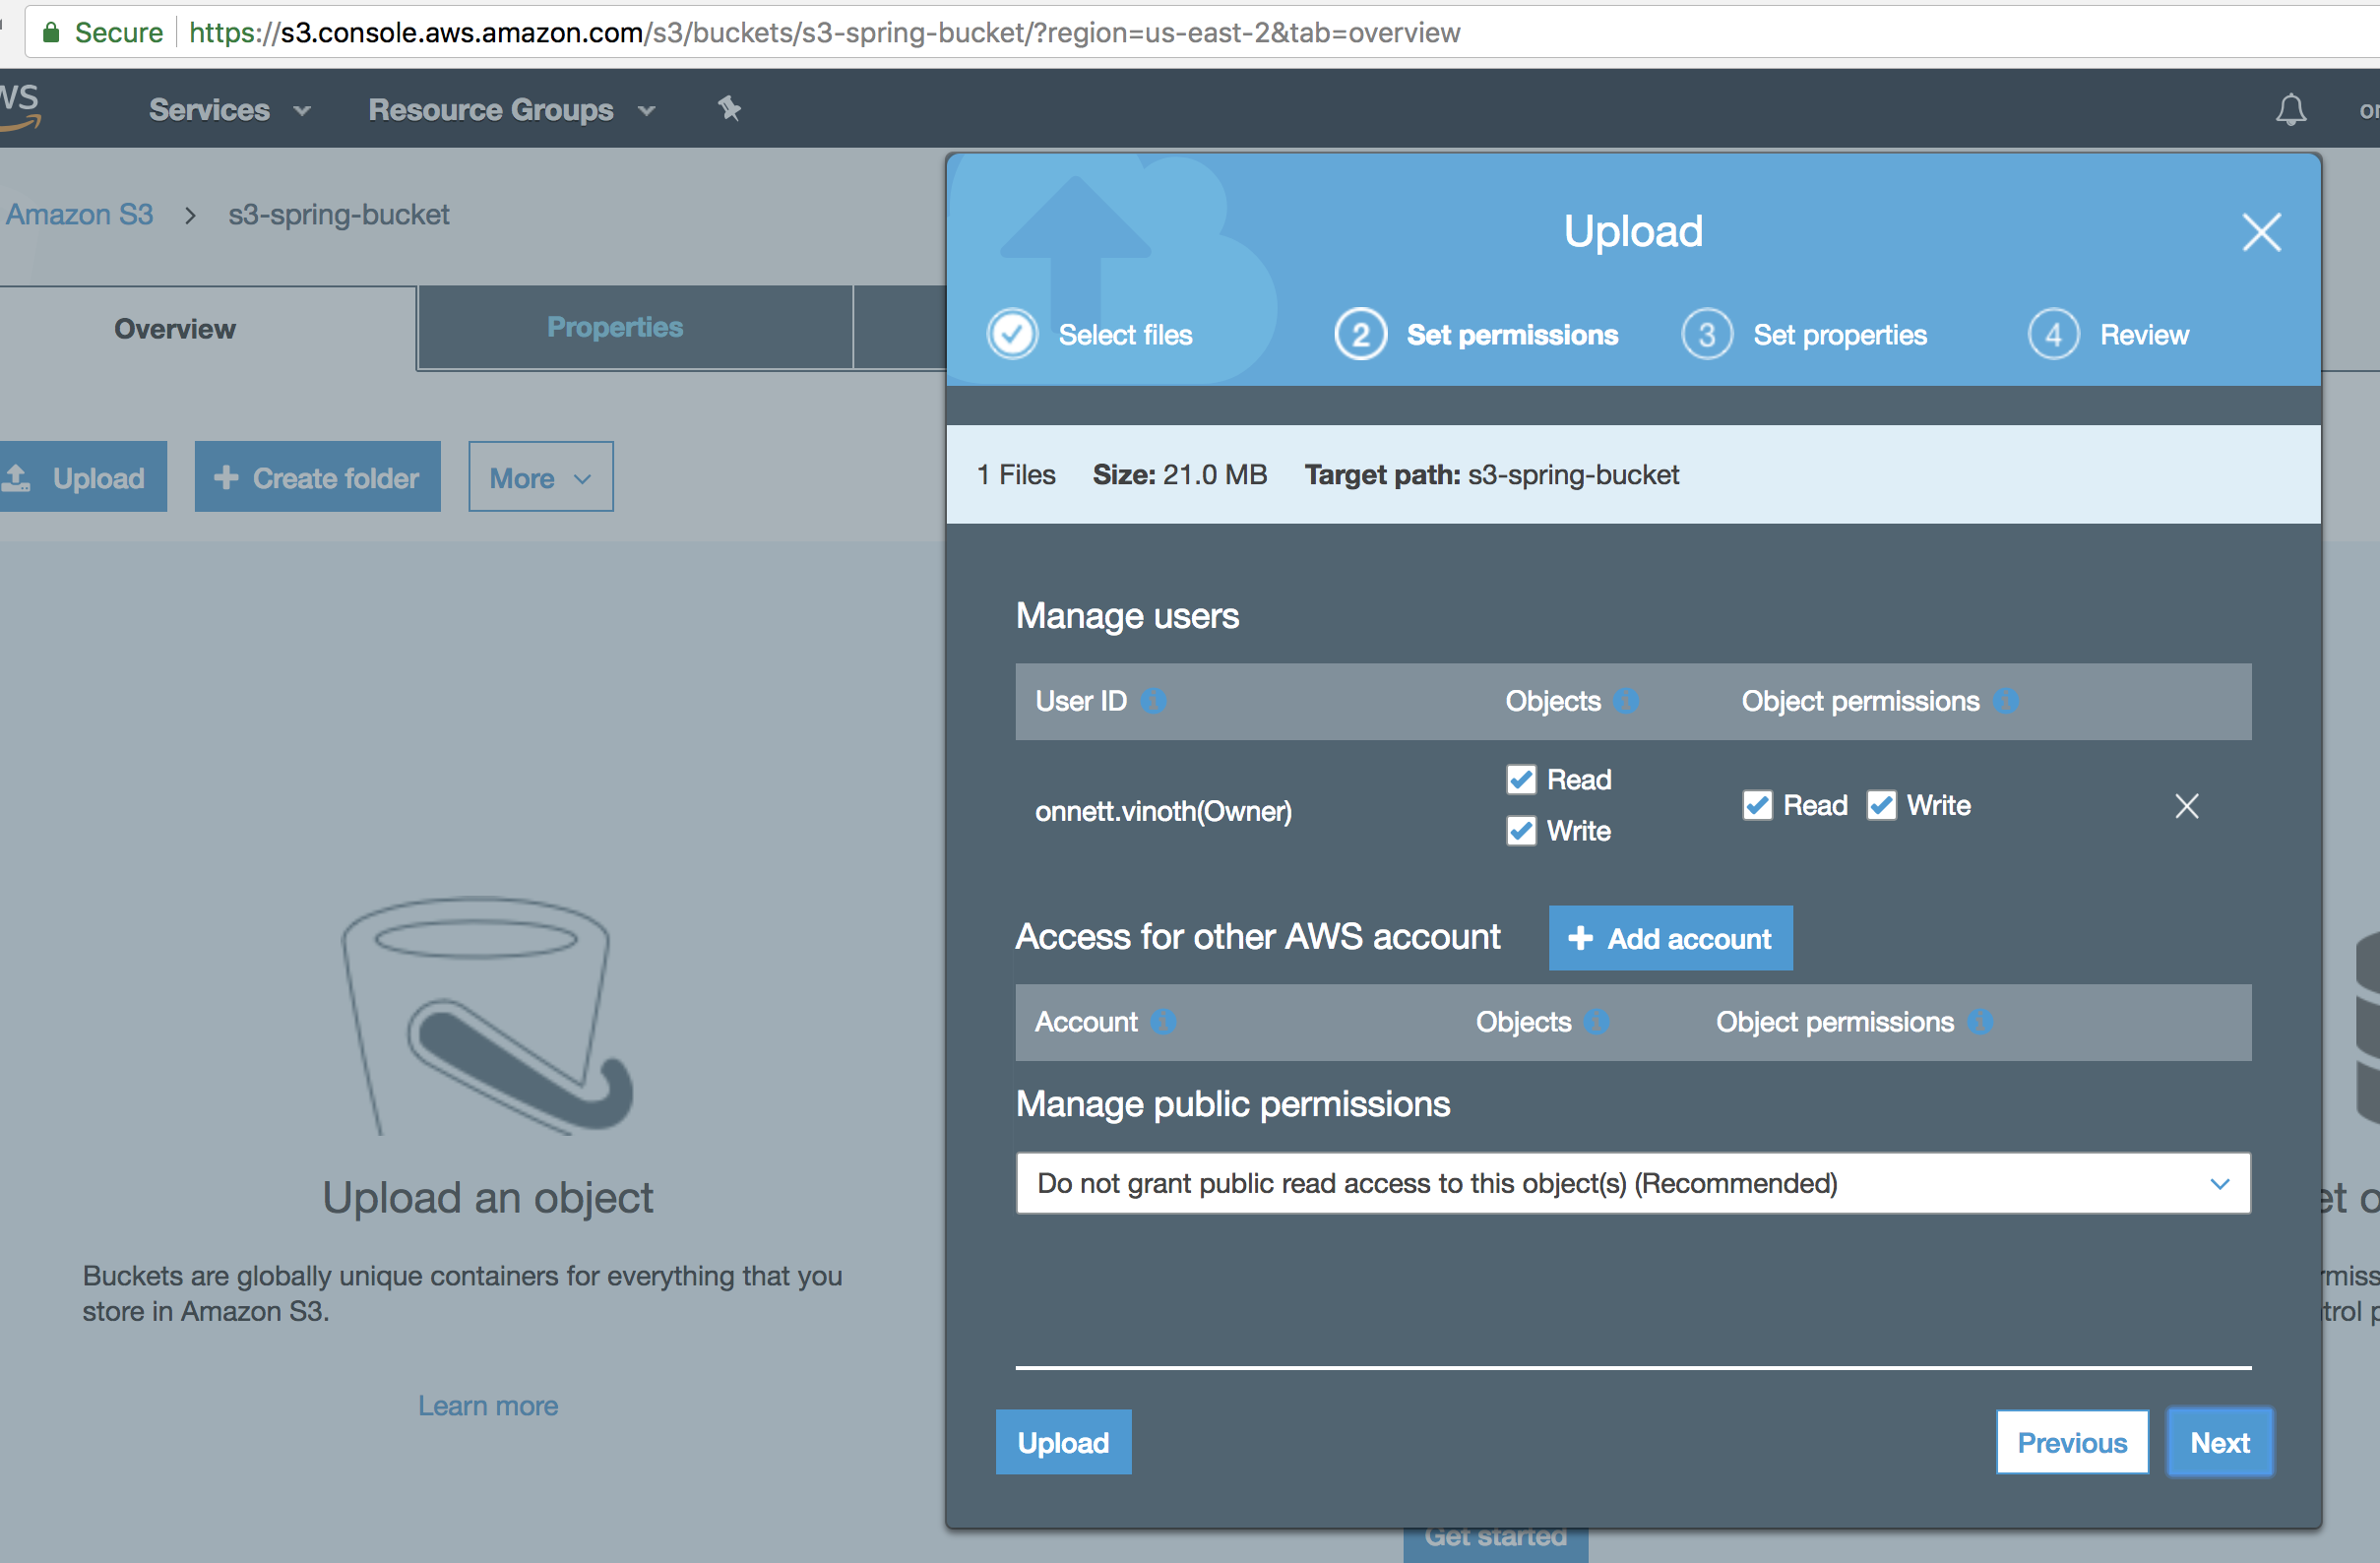 Secure https://s3.console.aws.amazon.com/s3/buckets/s3-spring-bucket/?region=us-east-2&tab=overview
Services Resource Groups
Amazon S3 > s3-spring-bucket
Overview Properties
Upload Create folder More
Upload
Select files 2 Set permissions 3 Set properties 4 Review
1 Files Size: 21.0 MB Target path: s3-spring-bucket
Manage users
User ID Objects Object permissions
onnett.vinoth(Owner) Read Read Write
Write
Access for other AWS account Add account
Account Objects Object permissions
Manage public permissions
Do not grant public read access to this object(s) (Recommended)
Upload an object
Buckets are globally unique containers for everything that you
store in Amazon S3.
Learn more
Upload Previous Next
Get started